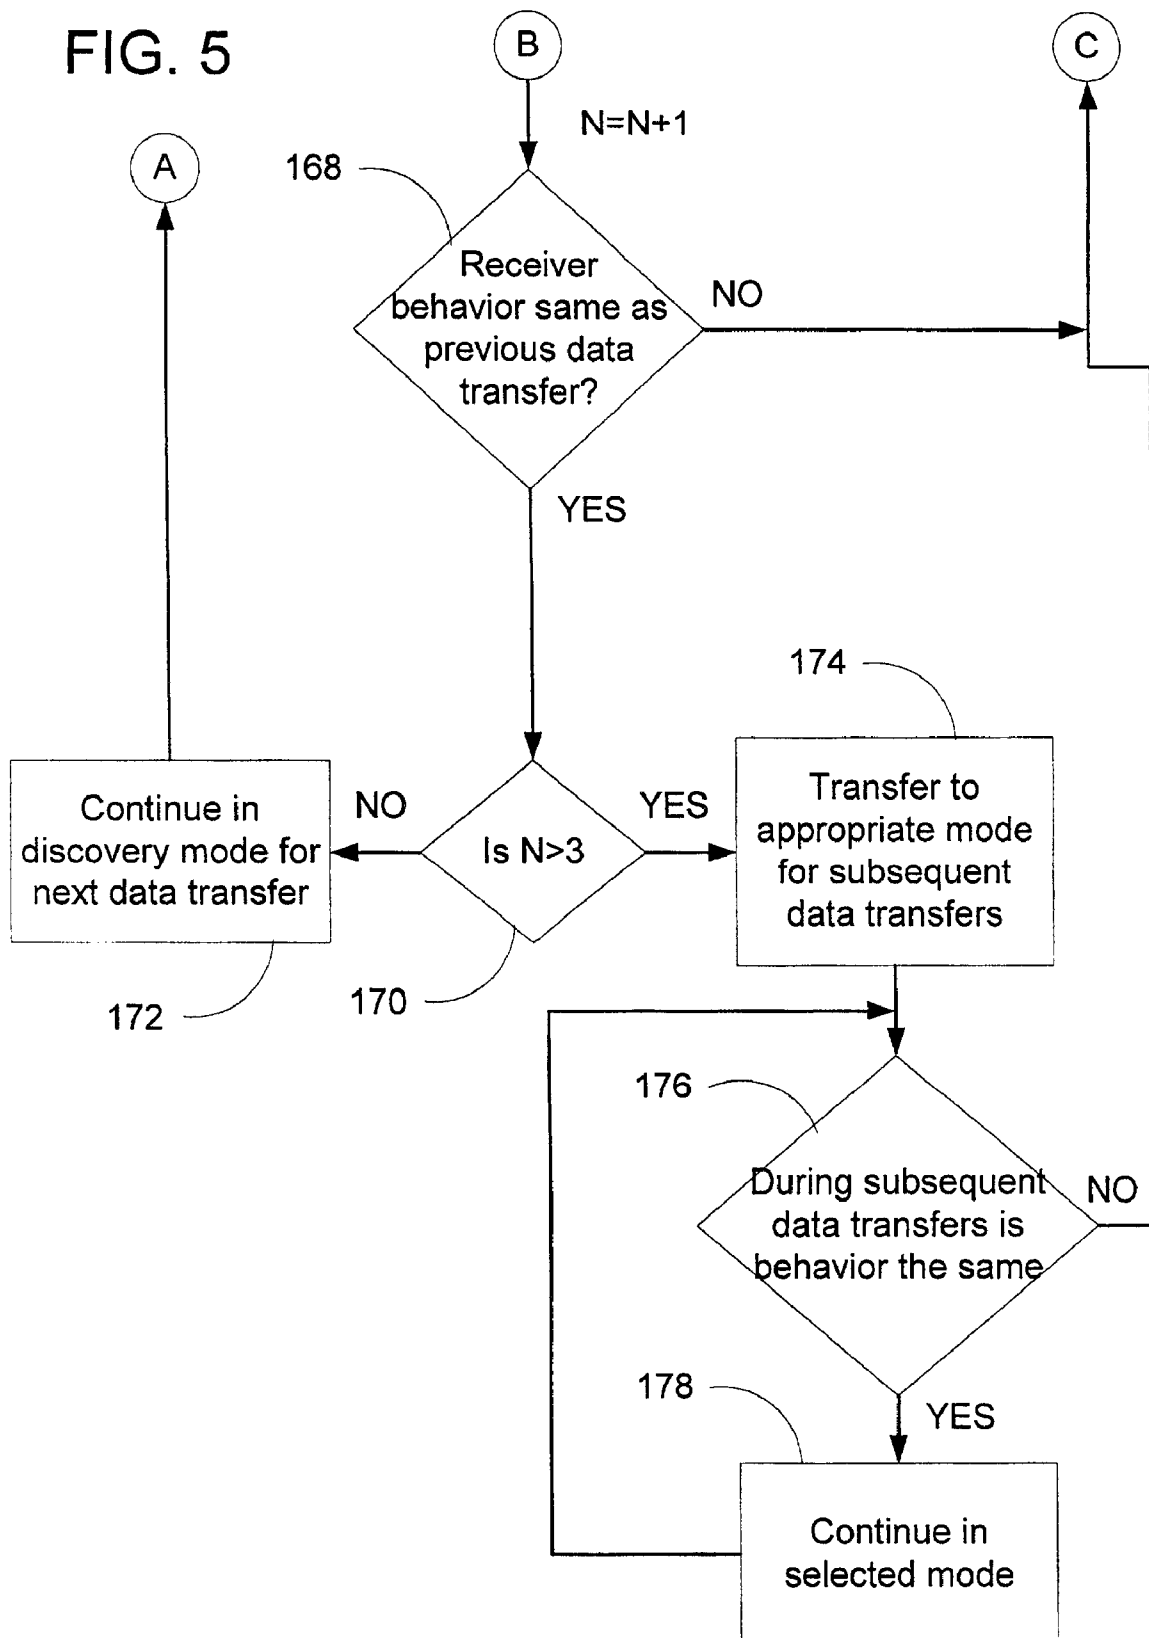 FIG. 5
B
C
N=N+1
A
168
Receiver
behavior same as
previous data
transfer?
NO
YES
174
Continue in
discovery mode for
next data transfer
NO
Is N>3
YES
Transfer to
appropriate mode
for subsequent
data transfers
172
170
176
During subsequent
data transfers is
behavior the same
NO
178
YES
Continue in
selected mode